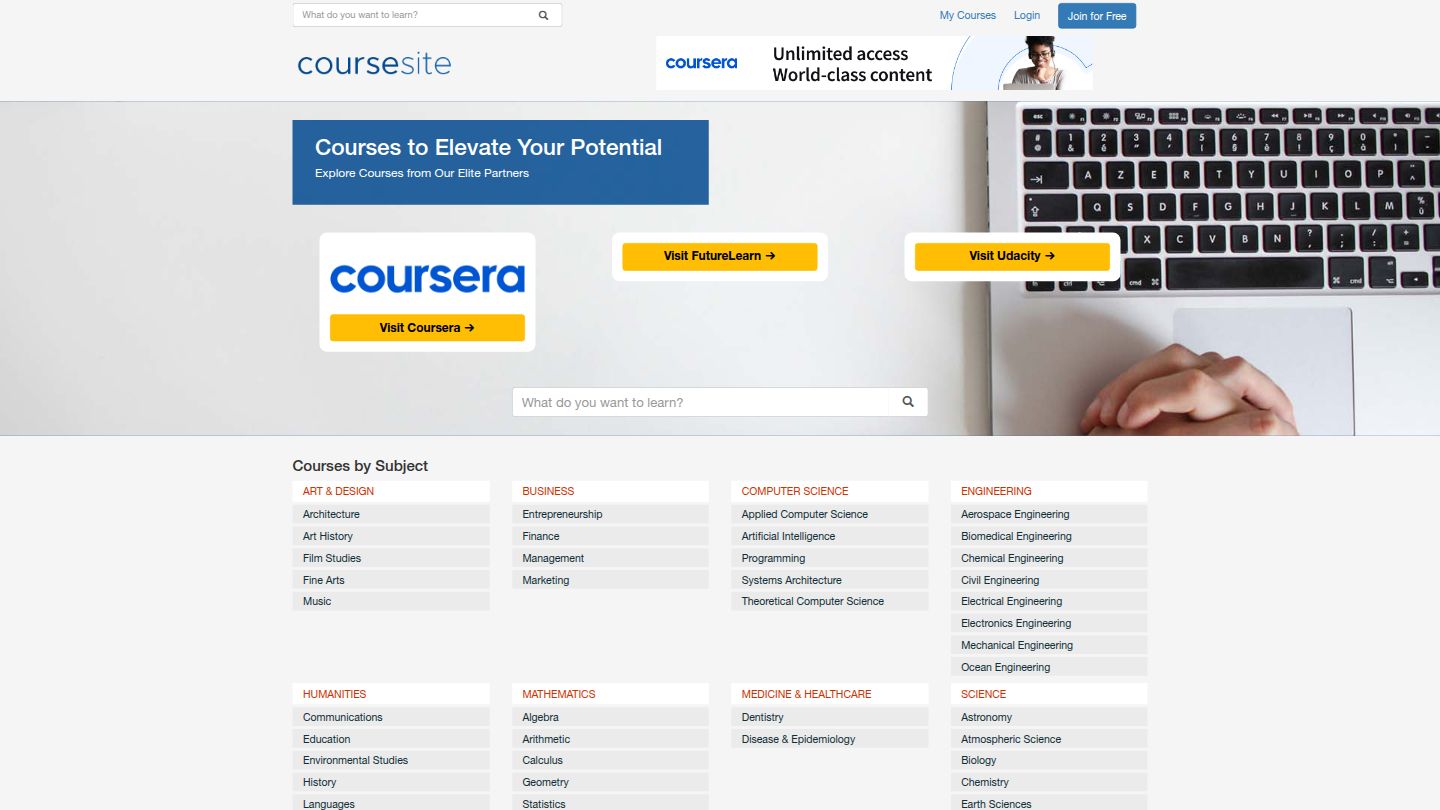 What do you want to learn?
My Courses
Login
Join for Free
coursesite
coursera
Unlimited access
World-class content
Courses to Elevate Your Potential
Explore Courses from Our Elite Partners
coursera
Visit Coursera →
Visit FutureLearn →
Visit Udacity →
What do you want to learn?
Courses by Subject
ART & DESIGN
Architecture
Art History
Film Studies
Fine Arts
Music
BUSINESS
Entrepreneurship
Finance
Management
Marketing
COMPUTER SCIENCE
Applied Computer Science
Artificial Intelligence
Programming
Systems Architecture
Theoretical Computer Science
ENGINEERING
Aerospace Engineering
Biomedical Engineering
Chemical Engineering
Civil Engineering
Electrical Engineering
Electronics Engineering
Mechanical Engineering
Ocean Engineering
HUMANITIES
Communications
Education
Environmental Studies
History
Languages
MATHEMATICS
Algebra
Arithmetic
Calculus
Geometry
Statistics
MEDICINE & HEALTHCARE
Dentistry
Disease & Epidemiology
SCIENCE
Astronomy
Atmospheric Science
Biology
Chemistry
Earth Sciences